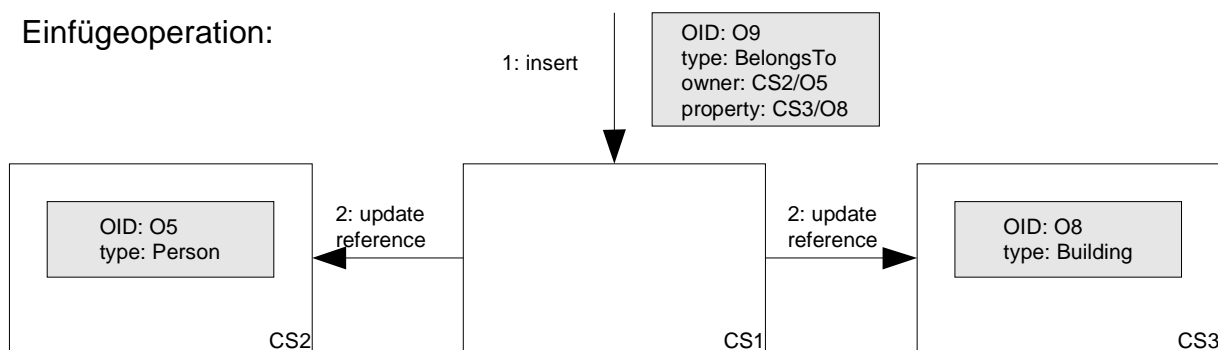 Einfügeoperation:
1: insert
OID: O9
type: BelongsTo
owner: CS2/O5
property: CS3/O8
OID: O5
type: Person
2: update
reference
2: update
reference
OID: O8
type: Building
CS2
CS1
CS3